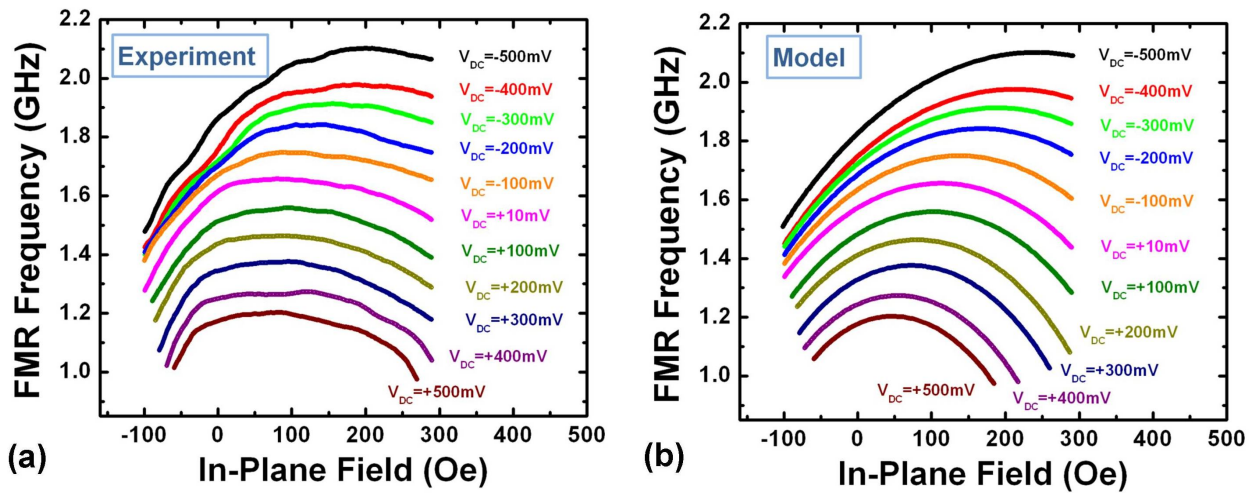 Experiment
FMR Frequency (GHz)
2.2
2.0
1.8
1.6
1.4
1.2
1.0
V_DC=-500mV
V_DC=-400mV
V_DC=-300mV
V_DC=-200mV
V_DC=-100mV
V_DC=+10mV
V_DC=+100mV
V_DC=+200mV
V_DC=+300mV
V_DC=+400mV
V_DC=+500mV
-100 0 100 200 300 400 500
In-Plane Field (Oe)
(a)
Model
FMR Frequency (GHz)
2.2
2.0
1.8
1.6
1.4
1.2
1.0
V_DC=-500mV
V_DC=-400mV
V_DC=-300mV
V_DC=-200mV
V_DC=-100mV
V_DC=+10mV
V_DC=+100mV
V_DC=+200mV
V_DC=+300mV
V_DC=+500mV
V_DC=+400mV
-100 0 100 200 300 400 500
In-Plane Field (Oe)
(b)